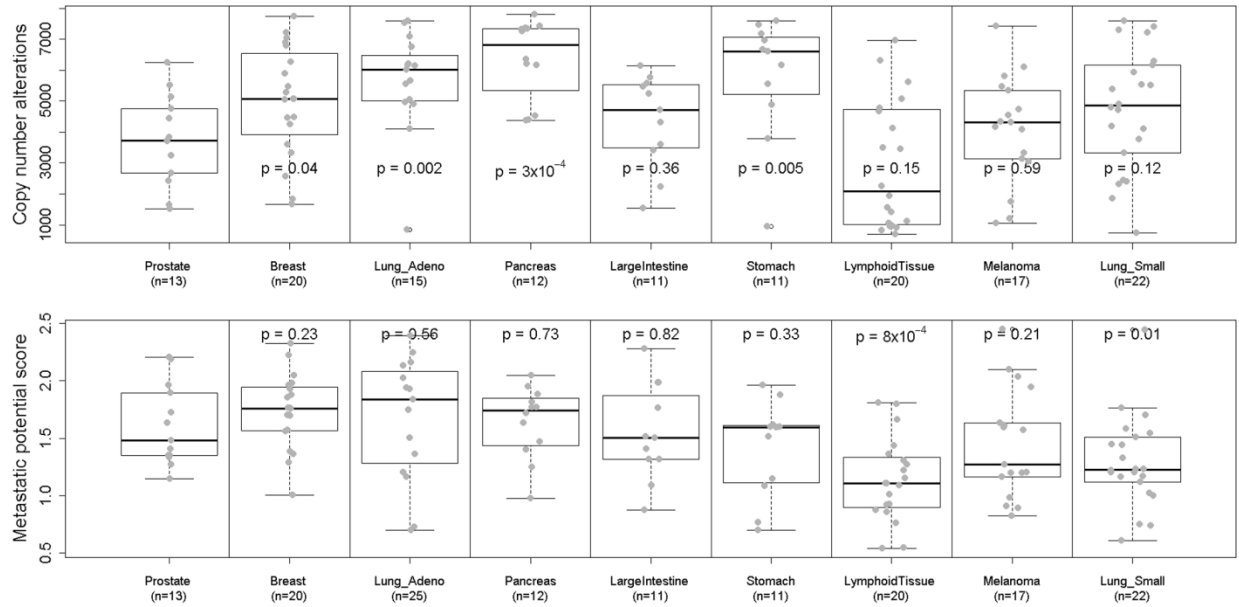 Copy number alterations
7000
5000
3000
1000
p = 0.04
p = 0.002
p = 3x10⁻⁴
p = 0.36
p = 0.005
p = 0.15
p = 0.59
p = 0.12
Prostate Breast Lung_Adeno Pancreas LargeIntestine Stomach LymphoidTissue Melanoma Lung_Small
(n=13) (n=20) (n=15) (n=12) (n=11) (n=11) (n=20) (n=17) (n=22)
Metastatic potential score
2.5
2.0
1.5
1.0
0.5
p = 0.23
p = 0.56
p = 0.73
p = 0.82
p = 0.33
p = 8x10⁻⁴
p = 0.21
p = 0.01
Prostate Breast Lung_Adeno Pancreas LargeIntestine Stomach LymphoidTissue Melanoma Lung_Small
(n=13) (n=20) (n=25) (n=12) (n=11) (n=11) (n=20) (n=17) (n=22)